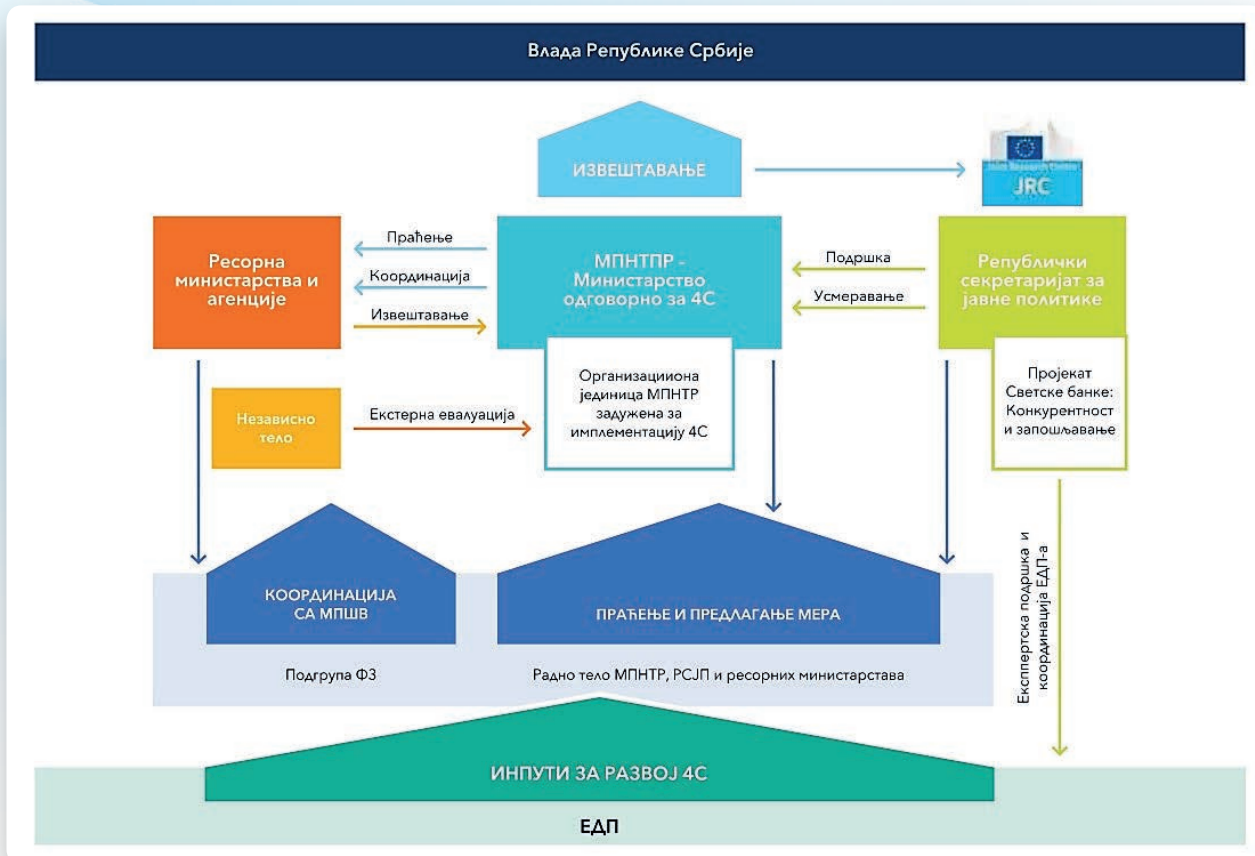 Влада Републике Србије
ИЗВЕШТАВАЊЕ
JRC
Ресорна
министарства и
агенције
Праћење
Координација
Извештавање
МПНТПР -
Министарство
одговорно за 4С
Подршка
Усмеравање
Републички
секретаријат за
јавне политике
Независно
тело
Екстерна евалуација
Организациона
јединица МПНТР
задужена за
имплементацију 4С
Пројекат
Светске банке:
Конкурентност
и запошљавање
КООРДИНАЦИЈА
СА МПШВ
ПРАЋЕЊЕ И ПРЕДЛАГАЊЕ МЕРА
Експпертска подршка и
координација ЕДП-а
Подгрупа ФЗ
Радно тело МПНТР, РСЈП и ресорних министарстава
ИНПУТИ ЗА РАЗВОЈ 4С
ЕДП